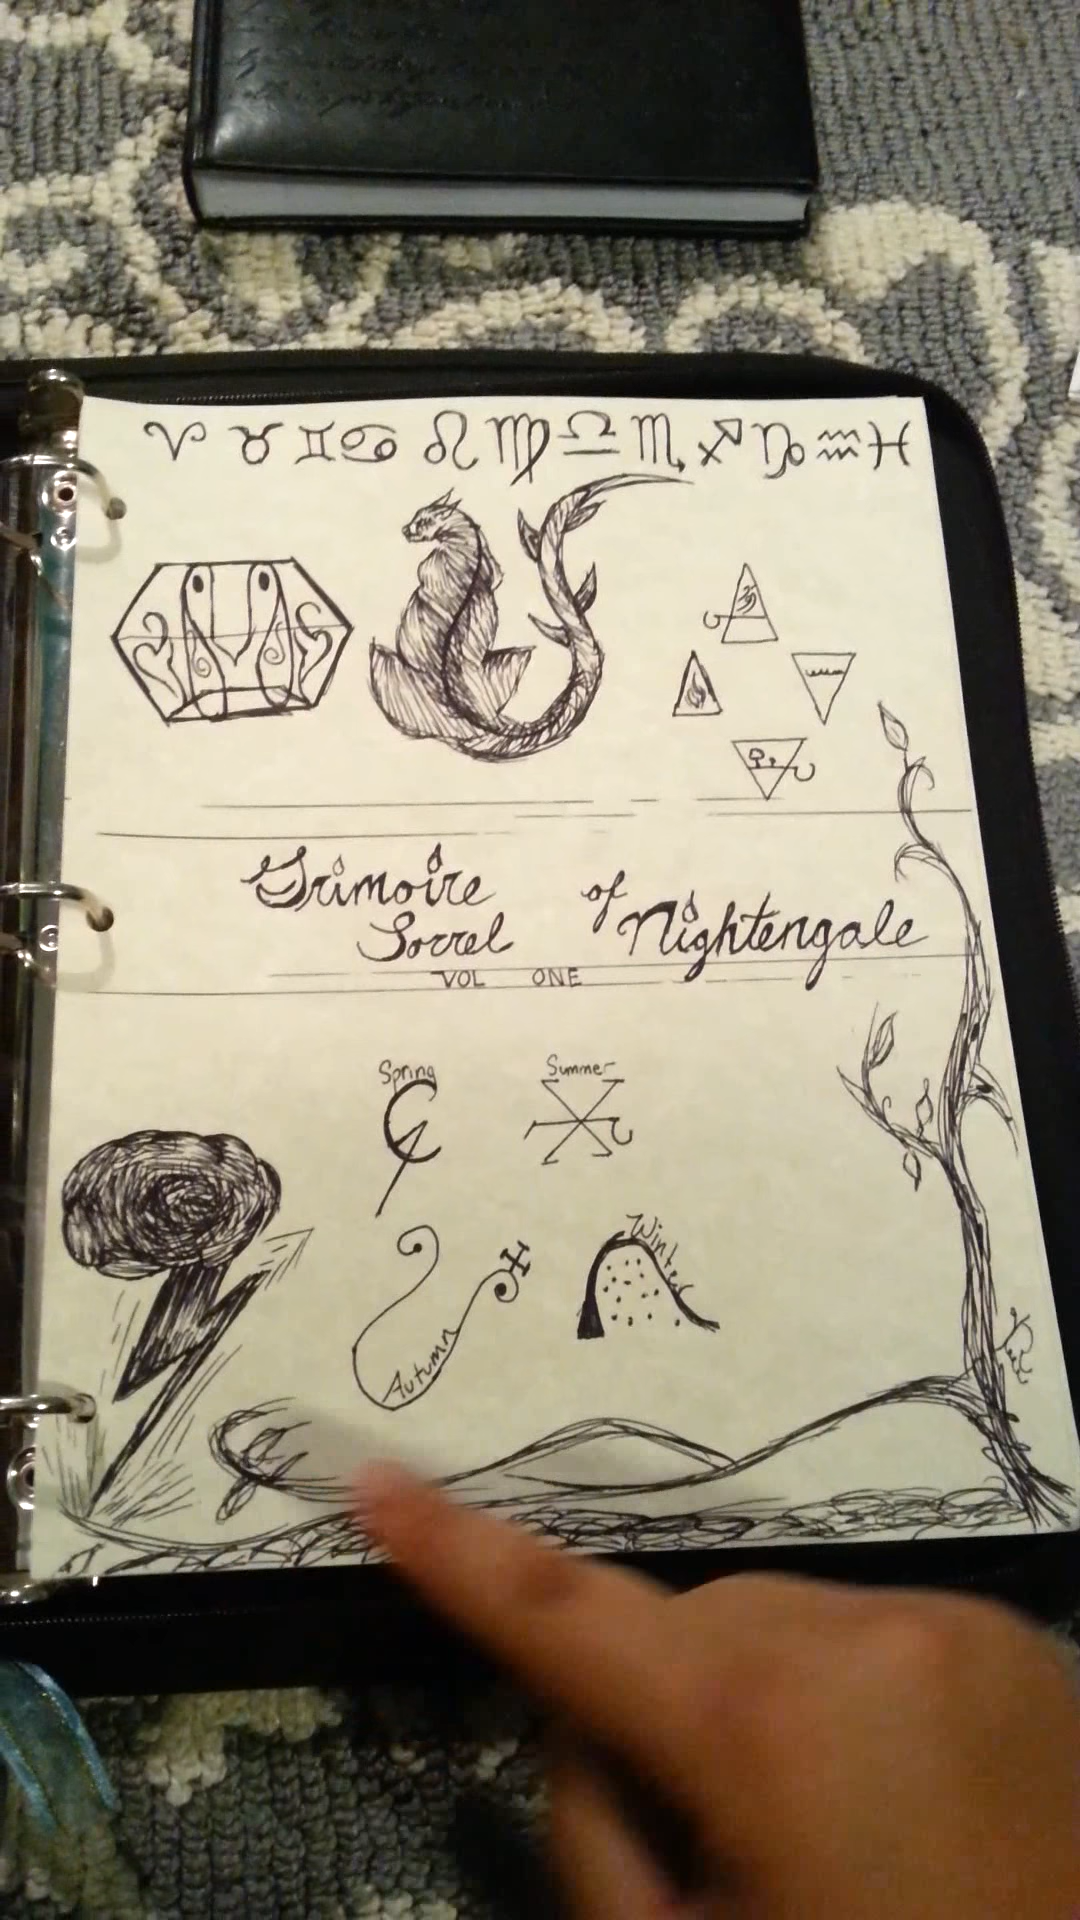 ♈ ♉ ♊ ♋ ♌ ♍ ♎ ♏ ♐ ♑ ♒ ♓
Grimoire of
Sorrel Nightengale
VOL ONE
Spring Summer
Autumn Winter